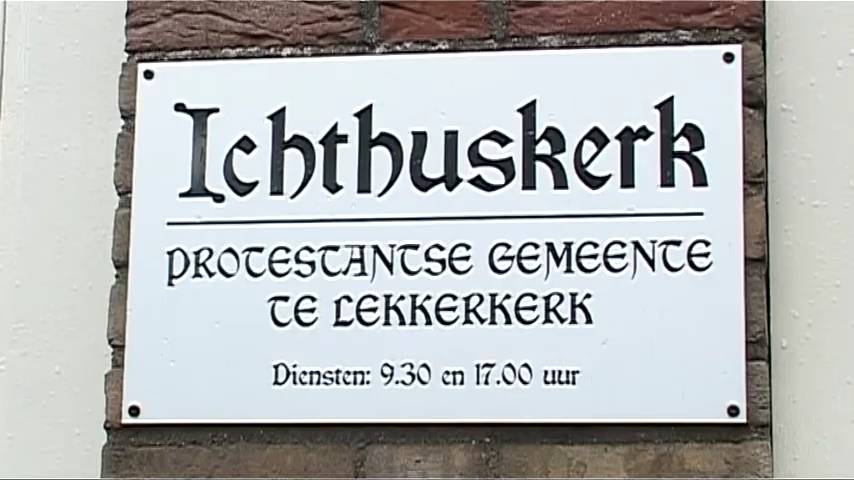 Ichthuskerk
PROTESTANTSE GEMEENTE
TE LEKKERKERK
Diensten: 9.30 en 17.00 uur